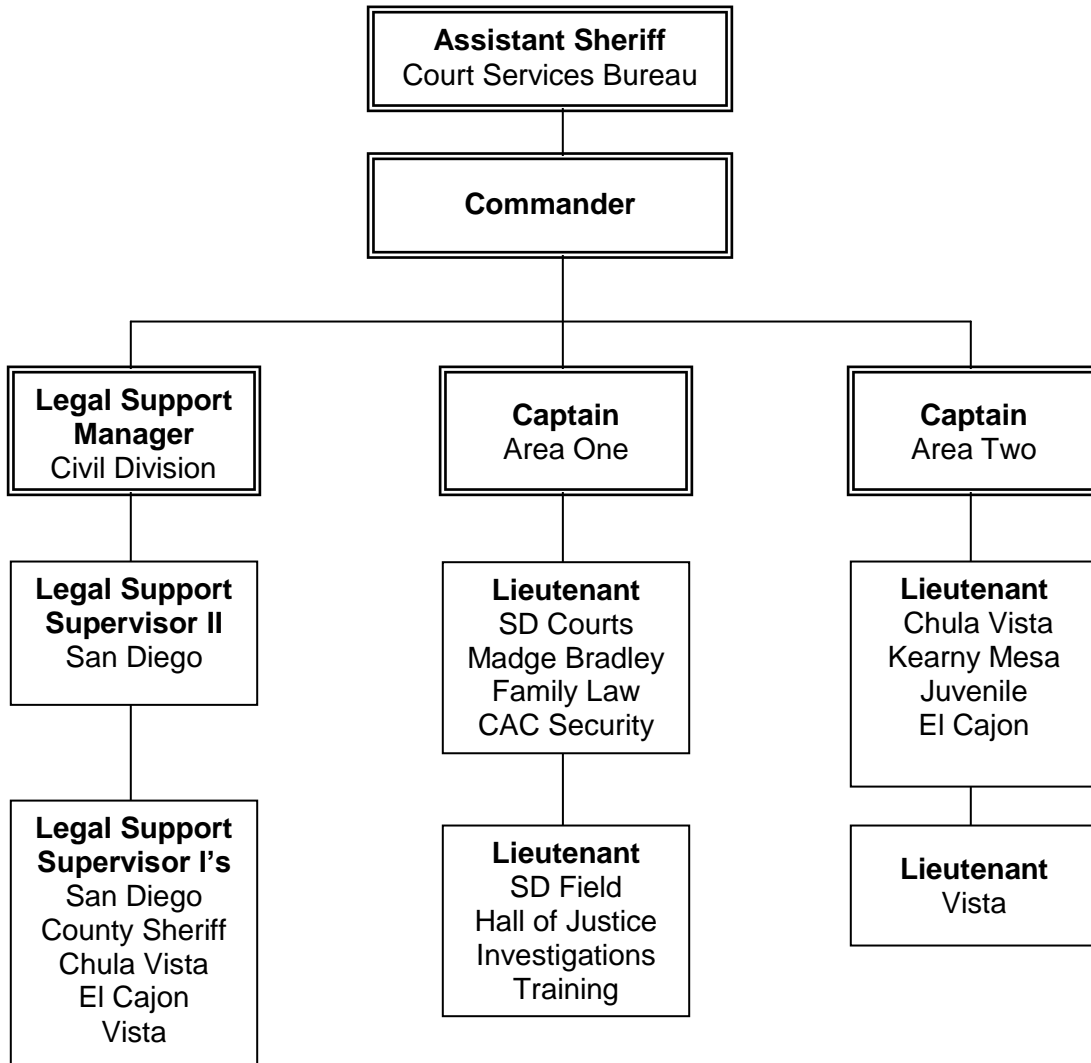 Assistant Sheriff
Court Services Bureau
Commander
Legal Support
Manager
Civil Division
Captain
Area One
Captain
Area Two
Legal Support
Supervisor II
San Diego
Lieutenant
SD Courts
Madge Bradley
Family Law
CAC Security
Lieutenant
Chula Vista
Kearny Mesa
Juvenile
El Cajon
Legal Support
Supervisor I’s
San Diego
County Sheriff
Chula Vista
El Cajon
Vista
Lieutenant
SD Field
Hall of Justice
Investigations
Training
Lieutenant
Vista